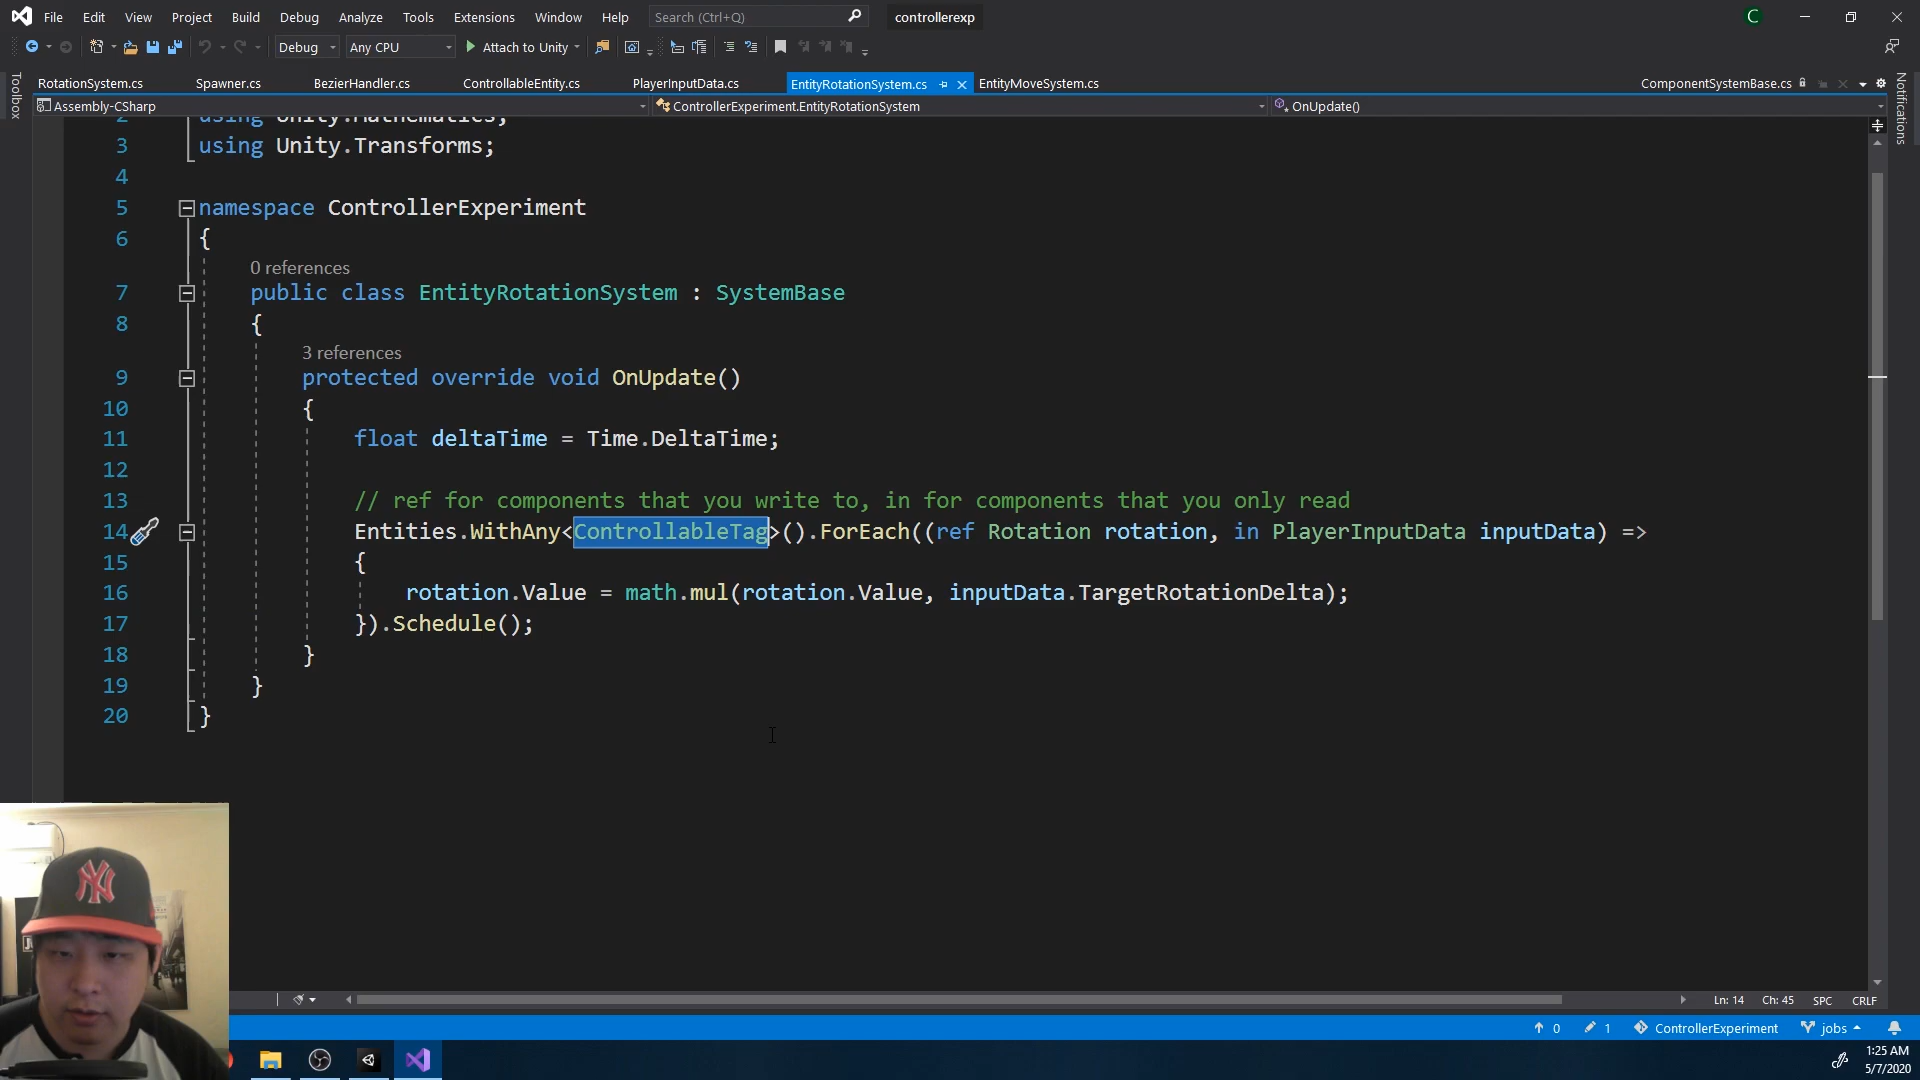 File Edit View Project Build Debug Analyze Tools Extensions Window Help Search (Ctrl+Q) controllerexp C
Debug Any CPU Attach to Unity
Toolbox
RotationSystem.cs Spawner.cs BezierHandler.cs ControllableEntity.cs PlayerInputData.cs EntityRotationSystem.cs EntityMoveSystem.cs ComponentSystemBase.cs
Notifications
Assembly-CSharp ControllerExperiment.EntityRotationSystem OnUpdate()
2 using Unity.Mathematics;
3 using Unity.Transforms;
4
5 namespace ControllerExperiment
6 {
0 references
7 public class EntityRotationSystem : SystemBase
8 {
3 references
9 protected override void OnUpdate()
10 {
11 float deltaTime = Time.DeltaTime;
12
13 // ref for components that you write to, in for components that you only read
14 Entities.WithAny<ControllableTag>().ForEach((ref Rotation rotation, in PlayerInputData inputData) =>
15 {
16 rotation.Value = math.mul(rotation.Value, inputData.TargetRotationDelta);
17 }).Schedule();
18 }
19 }
20 }
NY
Ln: 14 Ch: 45 SPC CRLF
0 1 ControllerExperiment jobs
1:25 AM
5/7/2020